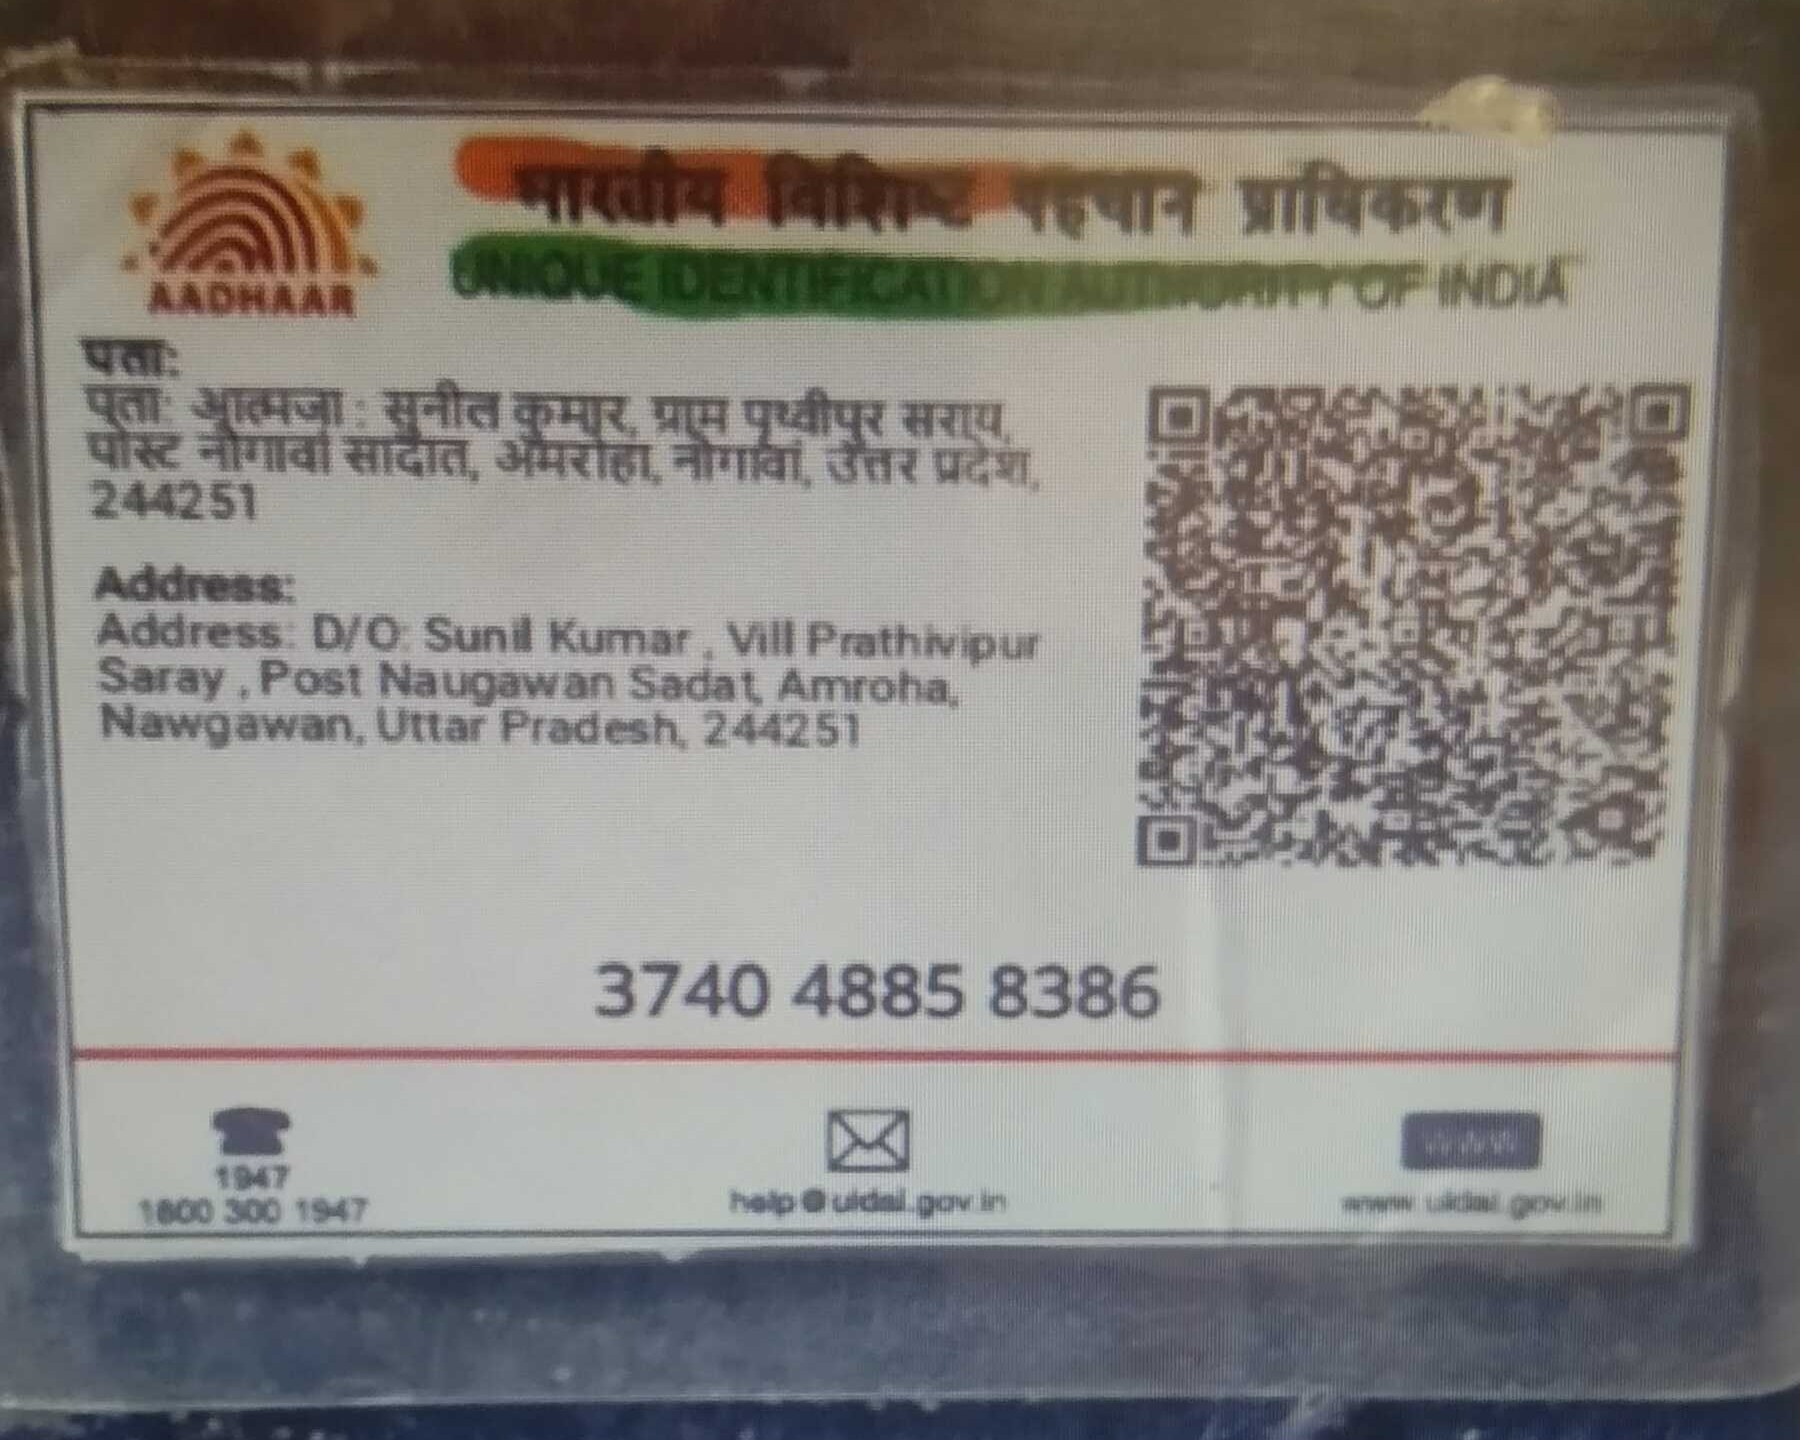 भारतीय विशिष्ट पहचान प्राधिकरण
UNIQUE IDENTIFICATION AUTHORITY OF INDIA
AADHAAR
पता:
पता: आत्मजा : सुनील कुमार, ग्राम पृथ्वीपुर सराय,
पोस्ट नौगावां सादात, अमरोहा, नौगावां, उत्तर प्रदेश,
244251
Address:
Address: D/O: Sunil Kumar , Vill Prathivipur
Saray , Post Naugawan Sadat, Amroha,
Nawgawan, Uttar Pradesh, 244251
3740 4885 8386
1947
1800 300 1947
help@uidai.gov.in
www
www.uidai.gov.in